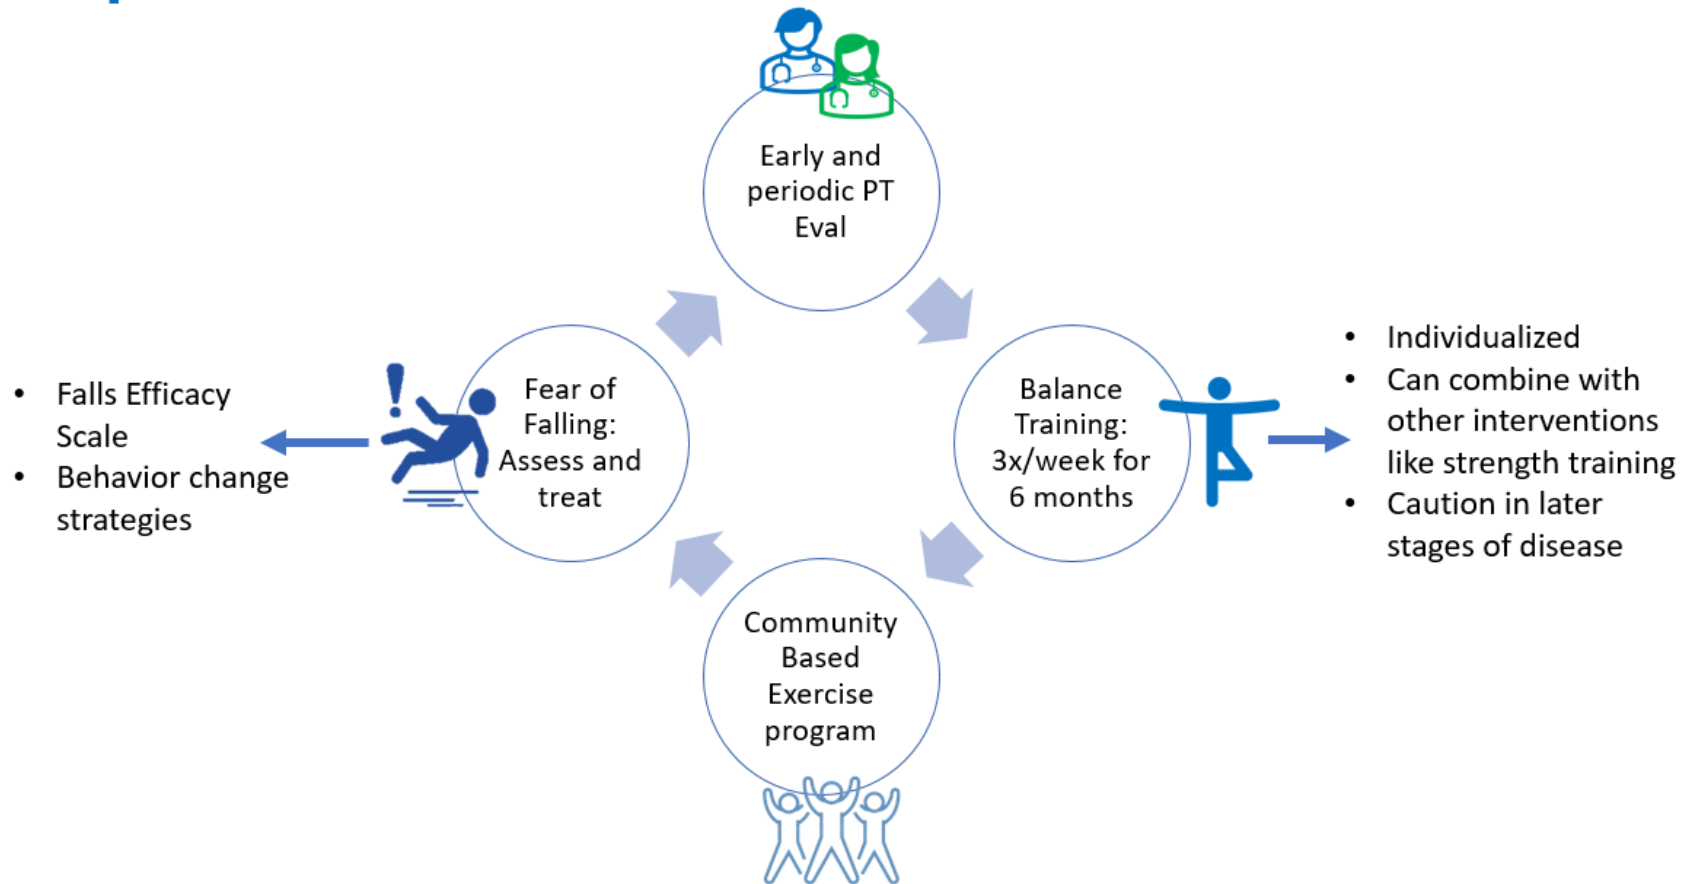 Early and
periodic PT
Eval
Balance
Training:
3x/week for
6 months
• Individualized
• Can combine with
other interventions
like strength training
• Caution in later
stages of disease
Community
Based
Exercise
program
Fear of
Falling:
Assess and
treat
• Falls Efficacy
Scale
• Behavior change
strategies